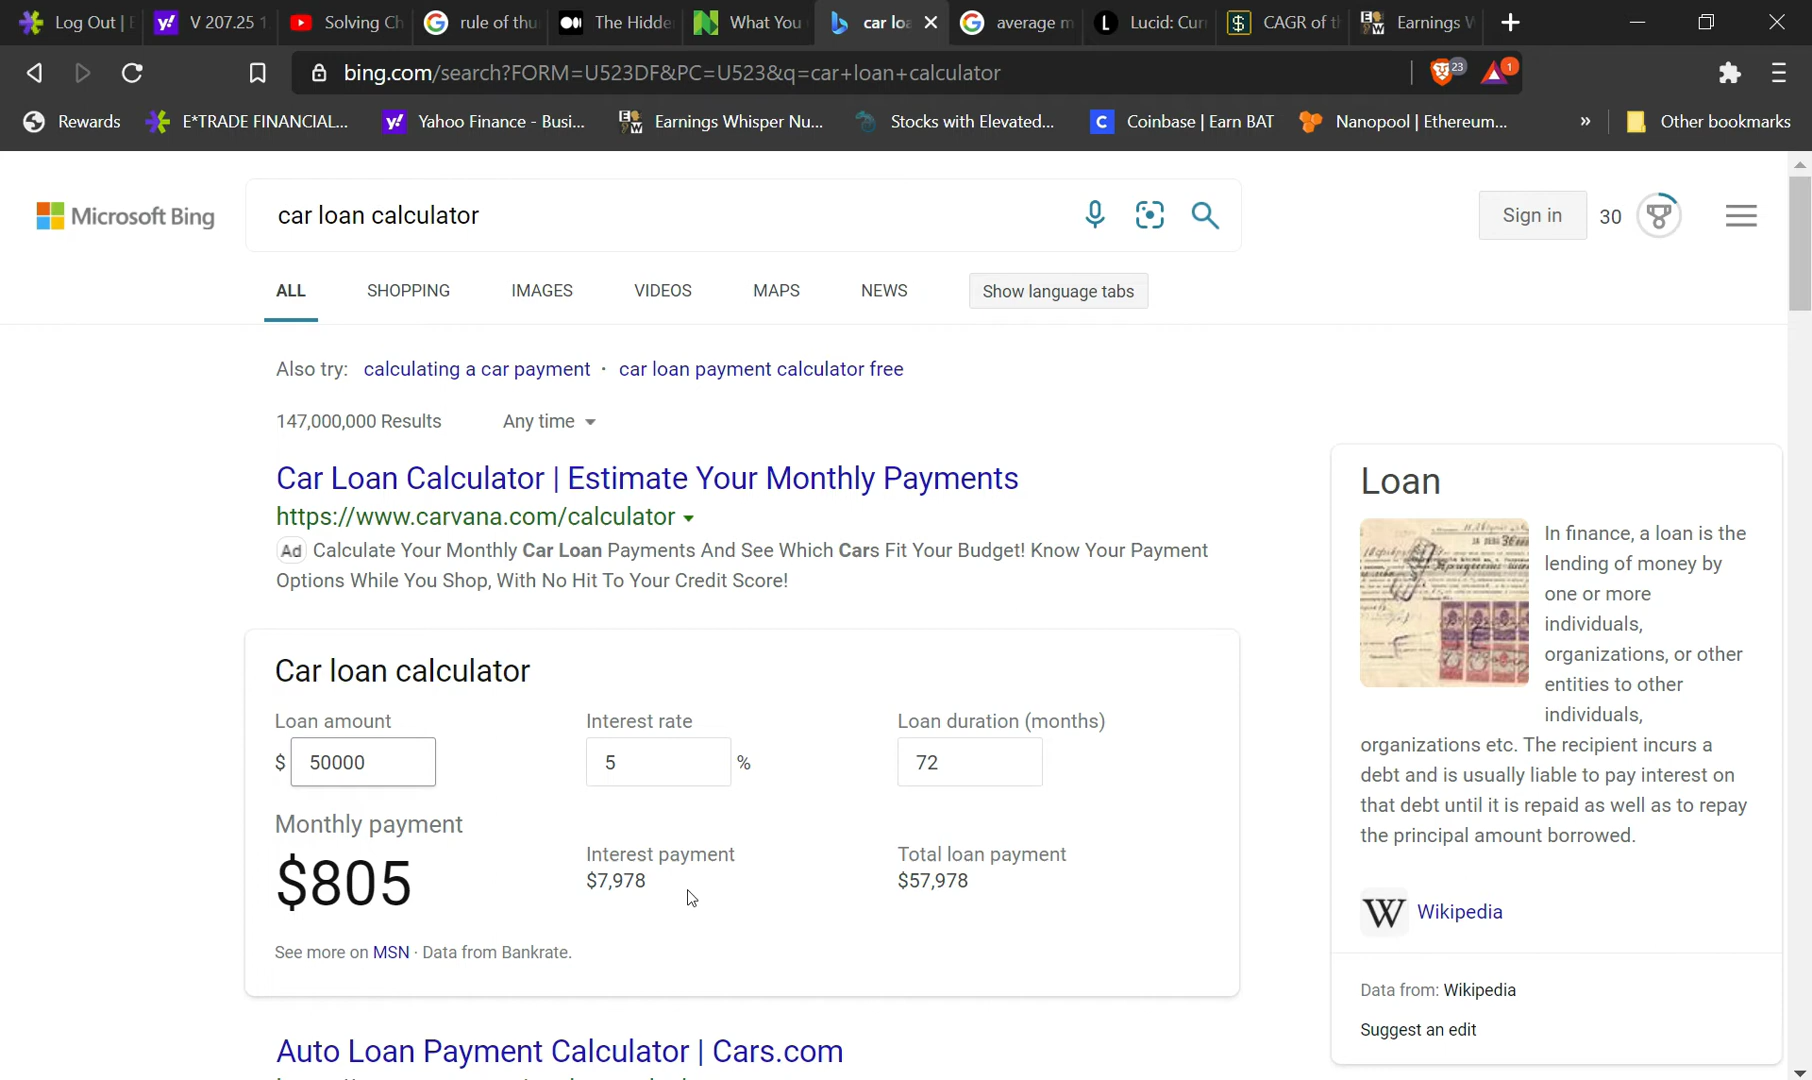 Log Out | E
V 207.25 1
Solving Ch
rule of thu
The Hidde
What You
car loa
average m
Lucid: Cur
CAGR of th
Earnings W
bing.com/search?FORM=U523DF&PC=U523&q=car+loan+calculator
23
1
Rewards
E*TRADE FINANCIAL...
Yahoo Finance - Busi...
Earnings Whisper Nu...
Stocks with Elevated...
Coinbase | Earn BAT
Nanopool | Ethereum...
»
Other bookmarks
Microsoft Bing
car loan calculator
Sign in
30
ALL
SHOPPING
IMAGES
VIDEOS
MAPS
NEWS
Show language tabs
Also try: calculating a car payment · car loan payment calculator free
147,000,000 Results
Any time
Car Loan Calculator | Estimate Your Monthly Payments
https://www.carvana.com/calculator
Ad Calculate Your Monthly Car Loan Payments And See Which Cars Fit Your Budget! Know Your Payment
Options While You Shop, With No Hit To Your Credit Score!
Car loan calculator
Loan amount
Interest rate
Loan duration (months)
$ 50000
5 %
72
Monthly payment
$805
Interest payment
$7,978
Total loan payment
$57,978
See more on MSN · Data from Bankrate.
Auto Loan Payment Calculator | Cars.com
Loan
In finance, a loan is the
lending of money by
one or more
individuals,
organizations, or other
entities to other
individuals,
organizations etc. The recipient incurs a
debt and is usually liable to pay interest on
that debt until it is repaid as well as to repay
the principal amount borrowed.
W Wikipedia
Data from: Wikipedia
Suggest an edit